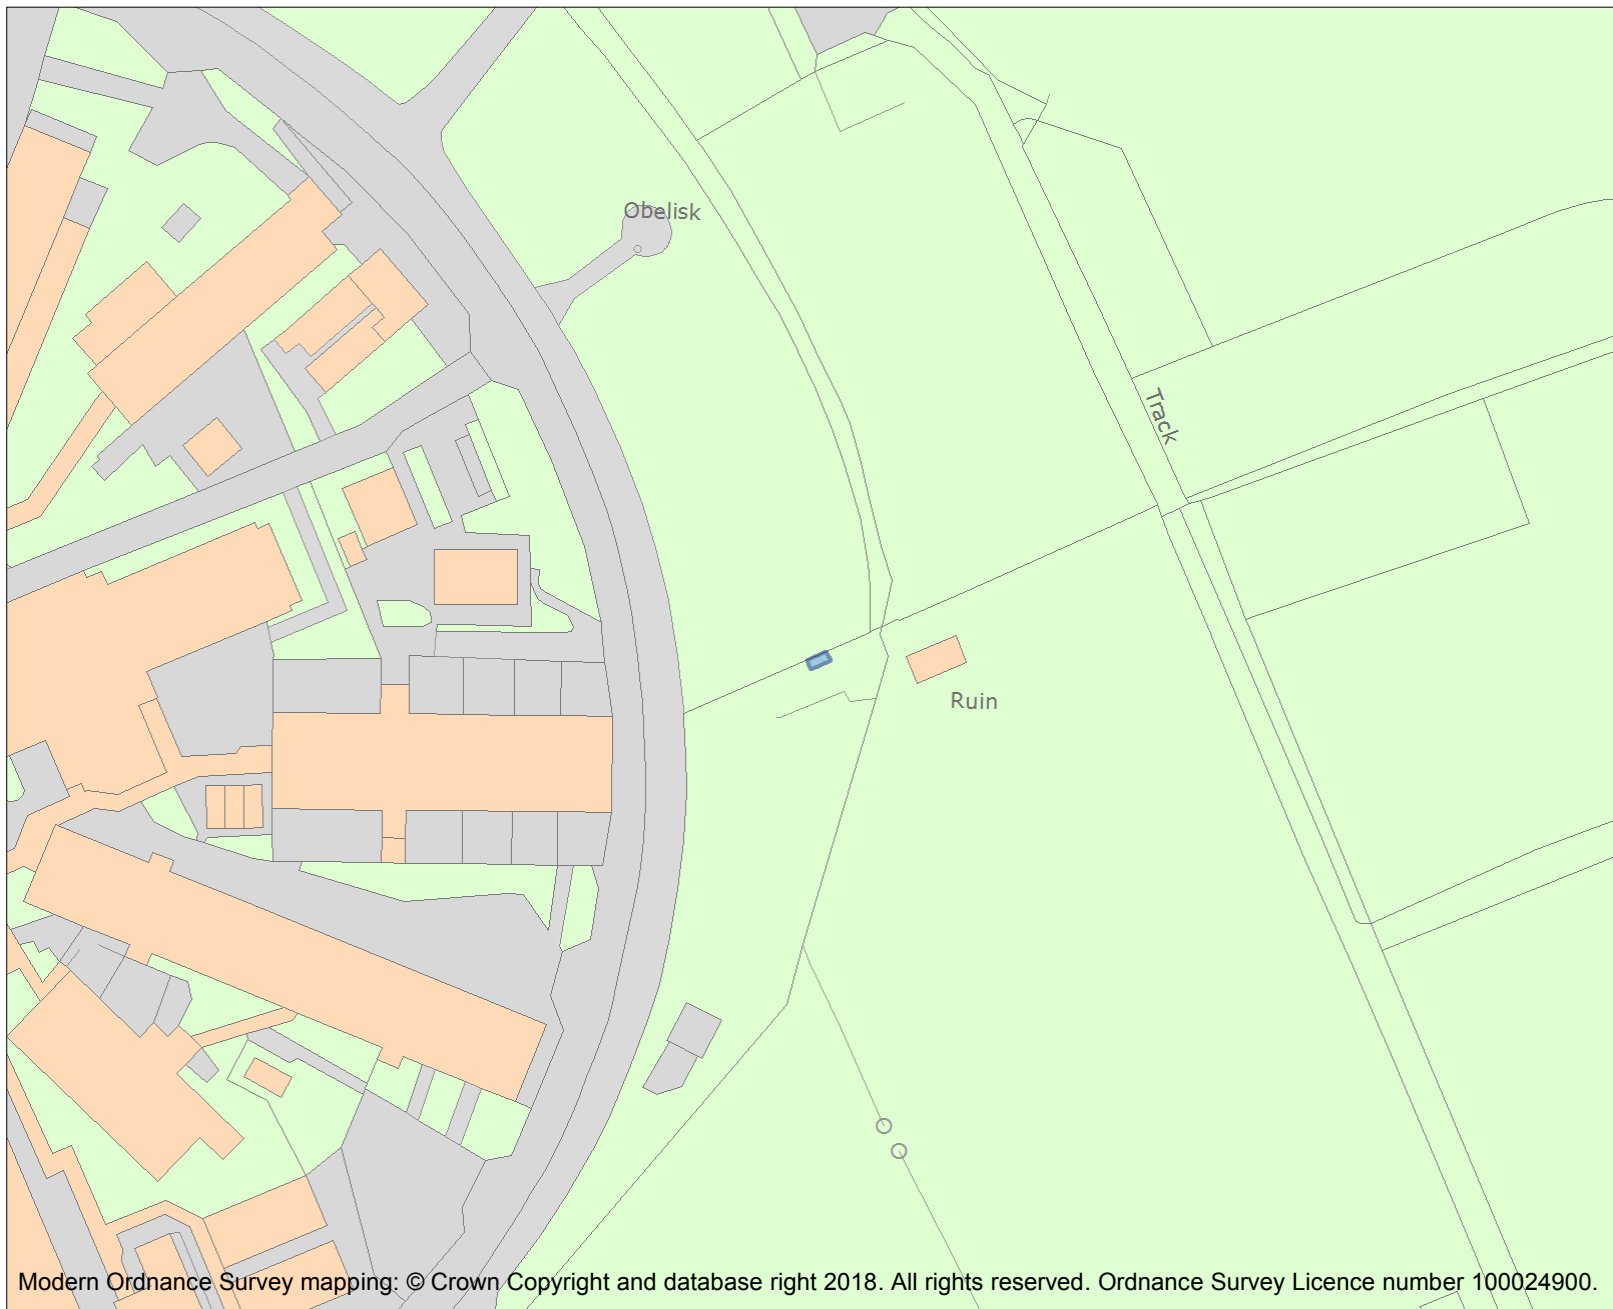 Obelisk
Track
Ruin
Modern Ordnance Survey mapping: © Crown Copyright and database right 2018. All rights reserved. Ordnance Survey Licence number 100024900.